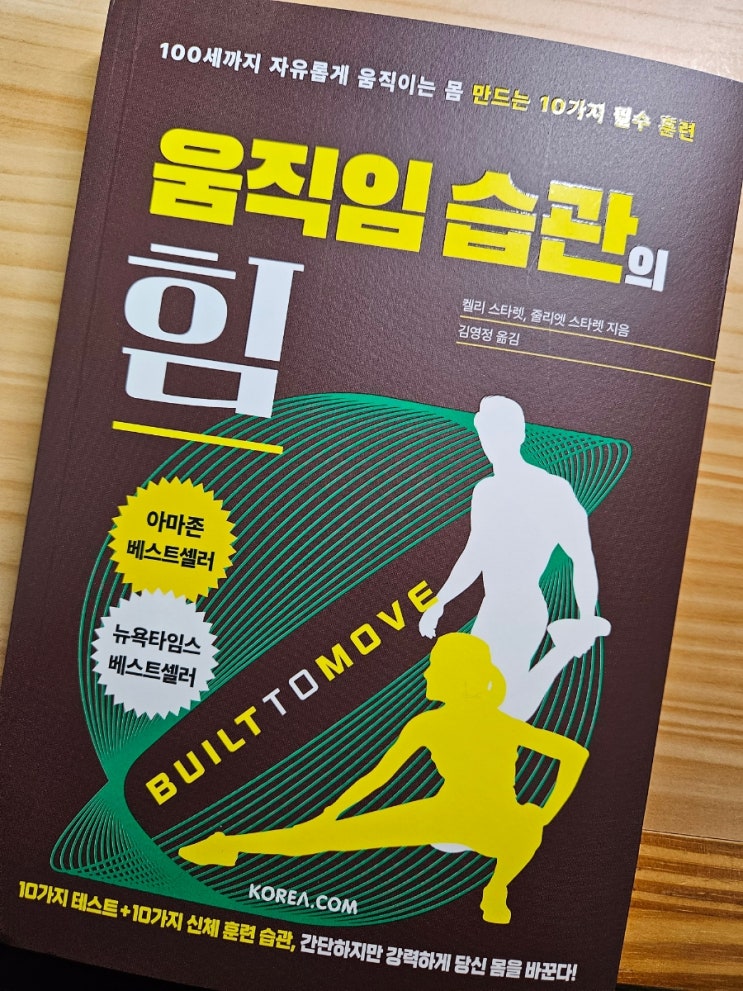 100세까지 자유롭게 움직이는 몸 만드는 10가지 필수 훈련
움직임 습관의
힘
켈리 스타렛, 줄리엣 스타렛 지음
김영정 옮김
아마존
베스트셀러
뉴욕타임스
베스트셀러
BUILT TO MOVE
KOREA.COM
10가지 테스트+10가지 신체 훈련 습관, 간단하지만 강력하게 당신 몸을 바꾼다!